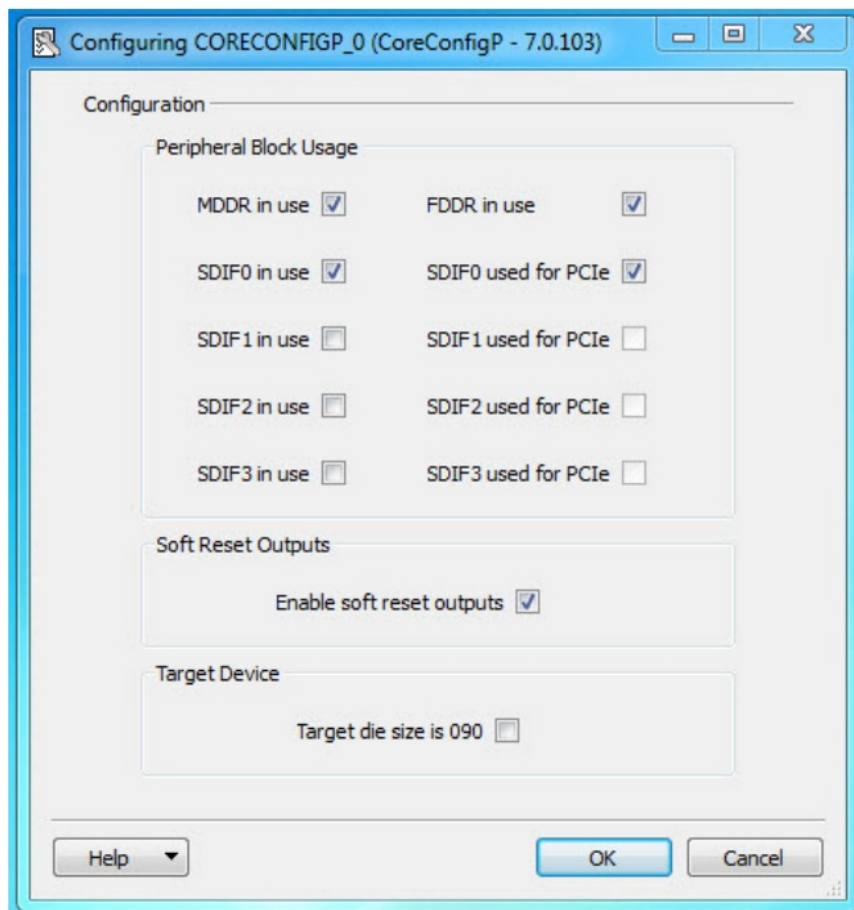 Configuring CORECONFIGP_0 (CoreConfigP - 7.0.103)
Configuration
Peripheral Block Usage
MDDR in use FDDR in use
SDIF0 in use SDIF0 used for PCIe
SDIF1 in use SDIF1 used for PCIe
SDIF2 in use SDIF2 used for PCIe
SDIF3 in use SDIF3 used for PCIe
Soft Reset Outputs
Enable soft reset outputs
Target Device
Target die size is 090
Help OK Cancel